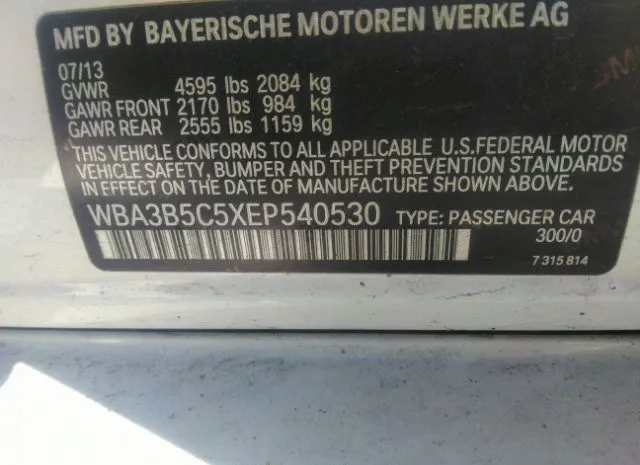 MFD BY BAYERISCHE MOTOREN WERKE AG
07/13
GVWR 4595 lbs 2084 kg
GAWR FRONT 2170 lbs 984 kg
GAWR REAR 2555 lbs 1159 kg
THIS VEHICLE CONFORMS TO ALL APPLICABLE U.S.FEDERAL MOTOR
VEHICLE SAFETY, BUMPER, AND THEFT PREVENTION STANDARDS
IN EFFECT ON THE DATE OF MANUFACTURE SHOWN ABOVE.
WBA3B5C5XEP540530 TYPE: PASSENGER CAR
300/0
7 315 814